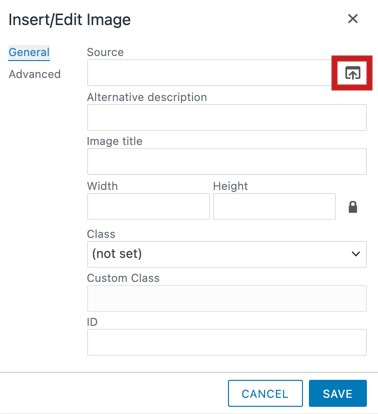 Insert/Edit Image
General
Advanced
Source
Alternative description
Image title
Width
Height
Class
(not set)
Custom Class
ID
CANCEL
SAVE